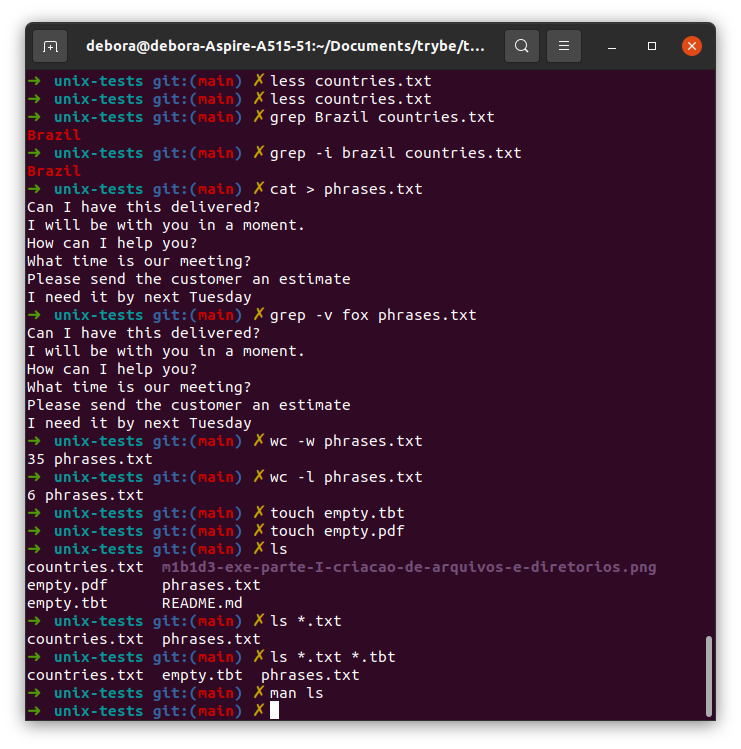 debora@debora-Aspire-A515-51:~/Documents/trybe/t...
➜ unix-tests git:(main) ✗ less countries.txt
➜ unix-tests git:(main) ✗ less countries.txt
➜ unix-tests git:(main) ✗ grep Brazil countries.txt
Brazil
➜ unix-tests git:(main) ✗ grep -i brazil countries.txt
Brazil
➜ unix-tests git:(main) ✗ cat > phrases.txt
Can I have this delivered?
I will be with you in a moment.
How can I help you?
What time is our meeting?
Please send the customer an estimate
I need it by next Tuesday
➜ unix-tests git:(main) ✗ grep -v fox phrases.txt
Can I have this delivered?
I will be with you in a moment.
How can I help you?
What time is our meeting?
Please send the customer an estimate
I need it by next Tuesday
➜ unix-tests git:(main) ✗ wc -w phrases.txt
35 phrases.txt
➜ unix-tests git:(main) ✗ wc -l phrases.txt
6 phrases.txt
➜ unix-tests git:(main) ✗ touch empty.tbt
➜ unix-tests git:(main) ✗ touch empty.pdf
➜ unix-tests git:(main) ✗ ls
countries.txt  m1b1d3-exe-parte-I-criacao-de-arquivos-e-diretorios.png
empty.pdf      phrases.txt
empty.tbt      README.md
➜ unix-tests git:(main) ✗ ls *.txt
countries.txt  phrases.txt
➜ unix-tests git:(main) ✗ ls *.txt *.tbt
countries.txt  empty.tbt  phrases.txt
➜ unix-tests git:(main) ✗ man ls
➜ unix-tests git:(main) ✗